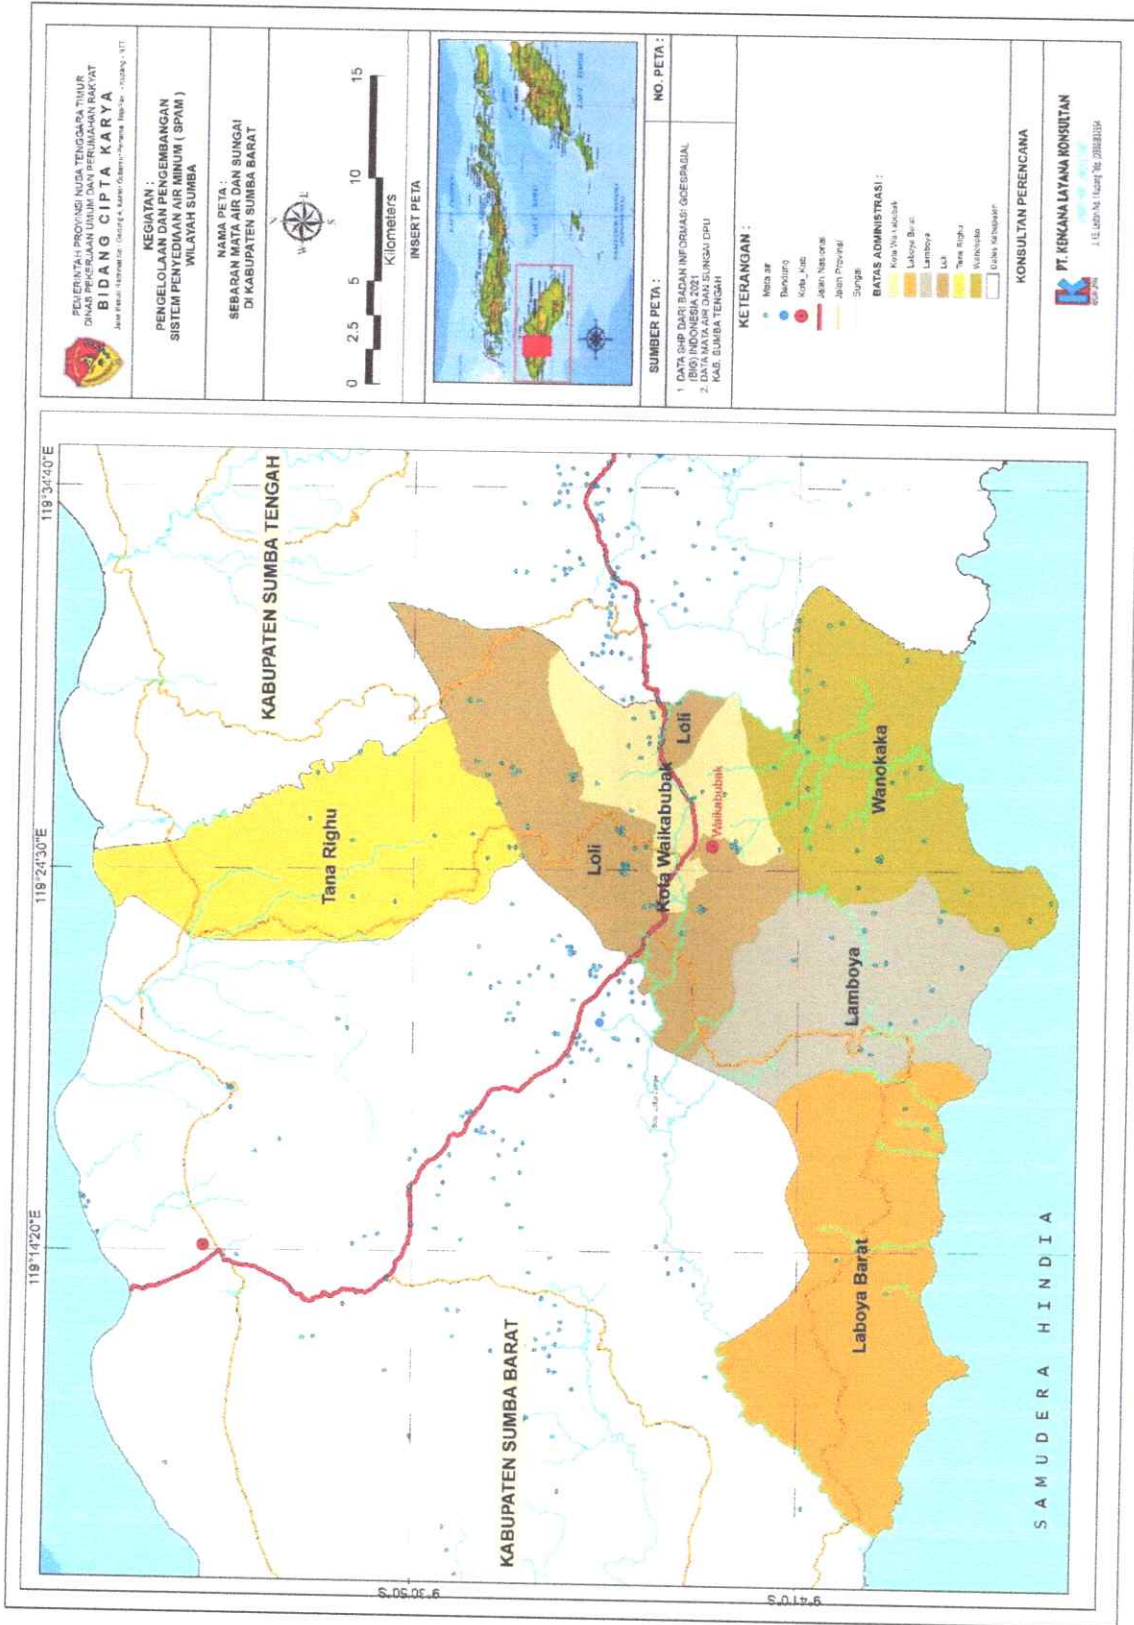 PEMERINTAH PROVINSI NUSA TENGGARA TIMUR
DINAS PEKERJAAN UMUM DAN PERUMAHAN RAKYAT
BIDANG CIPTA KARYA
KEGIATAN :
PENGELOLAAN DAN PENGEMBANGAN
SISTEM PENYEDIAAN AIR MINUM ( SPAM )
WILAYAH SUMBA
NAMA PETA :
SEBARAN MATA AIR DAN SUNGAI
DI KABUPATEN SUMBA BARAT
0 2.5 5 10 15
Kilometers
INSERT PETA
SUMBER PETA :
NO. PETA :
1. DATA SHP DARI BADAN INFORMASI GOESPASIAL
(BIG) INDONESIA 2021
2. DATA MATA AIR DAN SUNGAI DPU
KAB. SUMBA TENGAH
KETERANGAN :
Mata air
Bendung
Kota_Kab
Jalan Nasional
Jalan Provinsi
Sungai
BATAS ADMINISTRASI :
Kota Waikabubak
Laboya Barat
Lamboya
Loli
Tana Righu
Wanokaka
KONSULTAN PERENCANA
PT. KENCANA LAYANA KONSULTAN
119°14'20"E
119°24'30"E
119°34'40"E
9°30'50"S
9°41'0"S
KABUPATEN SUMBA TENGAH
KABUPATEN SUMBA BARAT
Tana Righu
Loli
Kota Waikabubak
Loli
Waikabubak
Wanokaka
Lamboya
Laboya Barat
SAMUDERA HINDIA